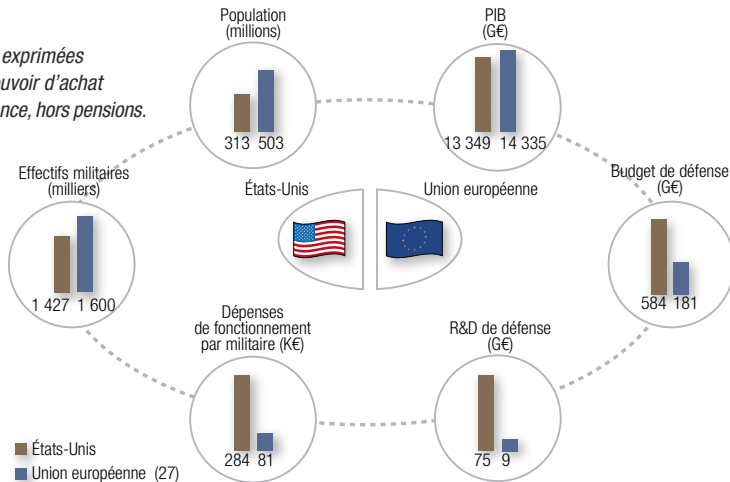 exprimées
d'achat
hors pensions.
Population
(millions)
313 503
PIB
(G€)
13 349 14 335
Effectifs militaires
(milliers)
1 427 1 600
États-Unis
Union européenne
Budget de défense
(G€)
584 181
Dépenses
de fonctionnement
par militaire (K€)
284 81
R&D de défense
(G€)
75 9
États-Unis
Union européenne (27)